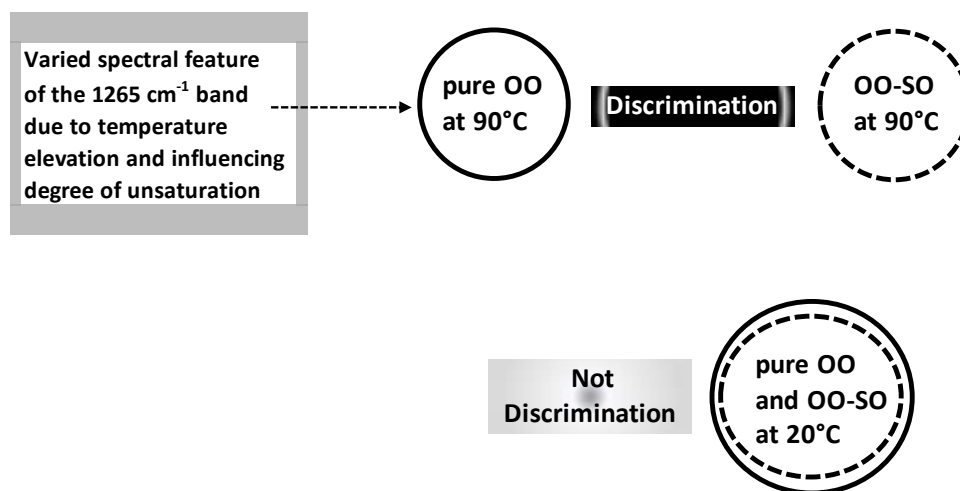 Varied spectral feature
of the 1265 cm⁻¹ band
due to temperature
elevation and influencing
degree of unsaturation
pure OO
at 90°C
Discrimination
OO-SO
at 90°C
Not
Discrimination
pure OO
and OO-SO
at 20°C